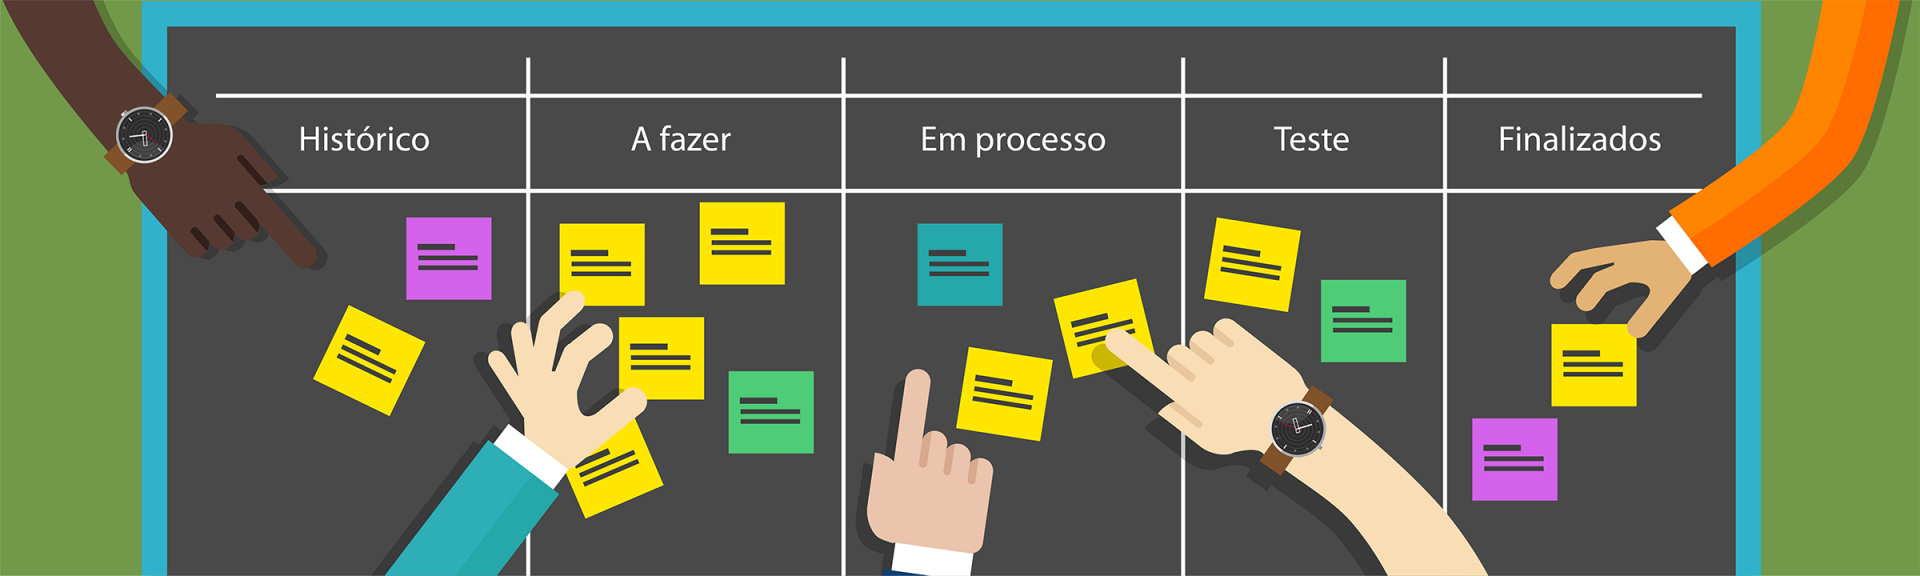 Histórico
A fazer
Em processo
Teste
Finalizados